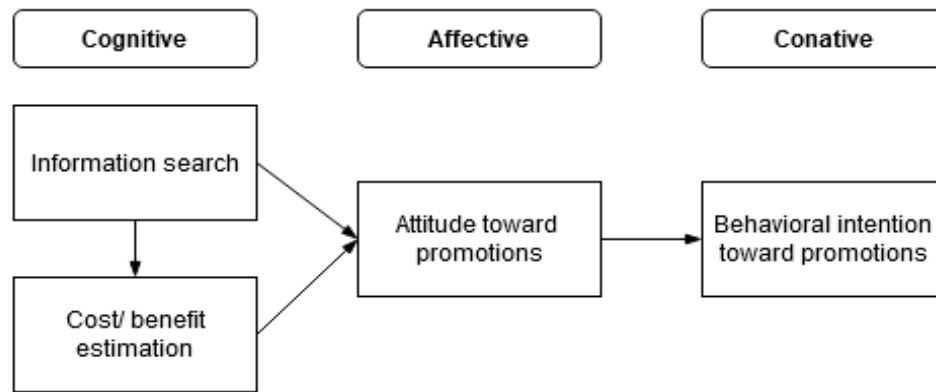 Cognitive
Affective
Conative
Information search
Attitude toward
promotions
Behavioral intention
toward promotions
Cost/ benefit
estimation